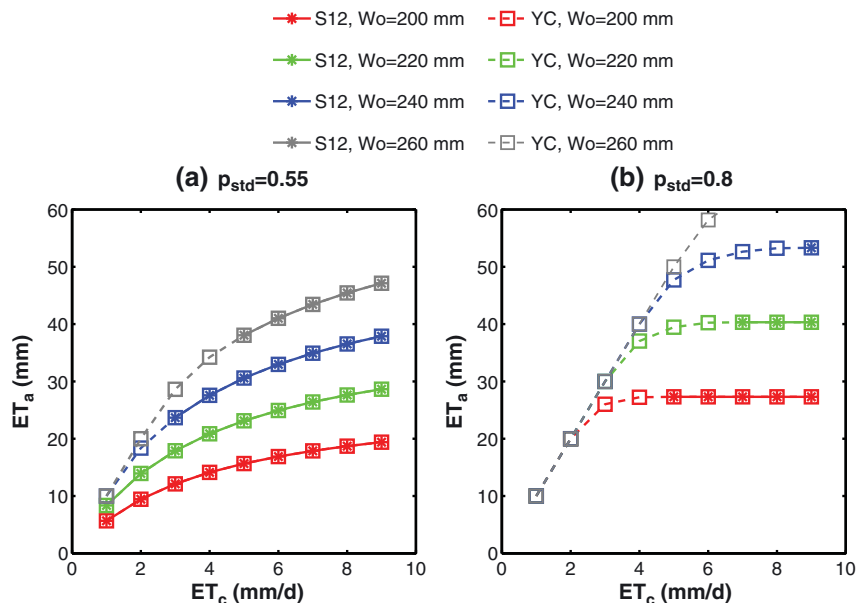 S12, Wo=200 mm YC, Wo=200 mm
S12, Wo=220 mm YC, Wo=220 mm
S12, Wo=240 mm YC, Wo=240 mm
S12, Wo=260 mm YC, Wo=260 mm
(a) pstd=0.55
(b) pstd=0.8
60
50
40
30
20
10
0
ETa (mm)
0 2 4 6 8 10
ETc (mm/d)
60
50
40
30
20
10
0
ETa (mm)
0 2 4 6 8 10
ETc (mm/d)